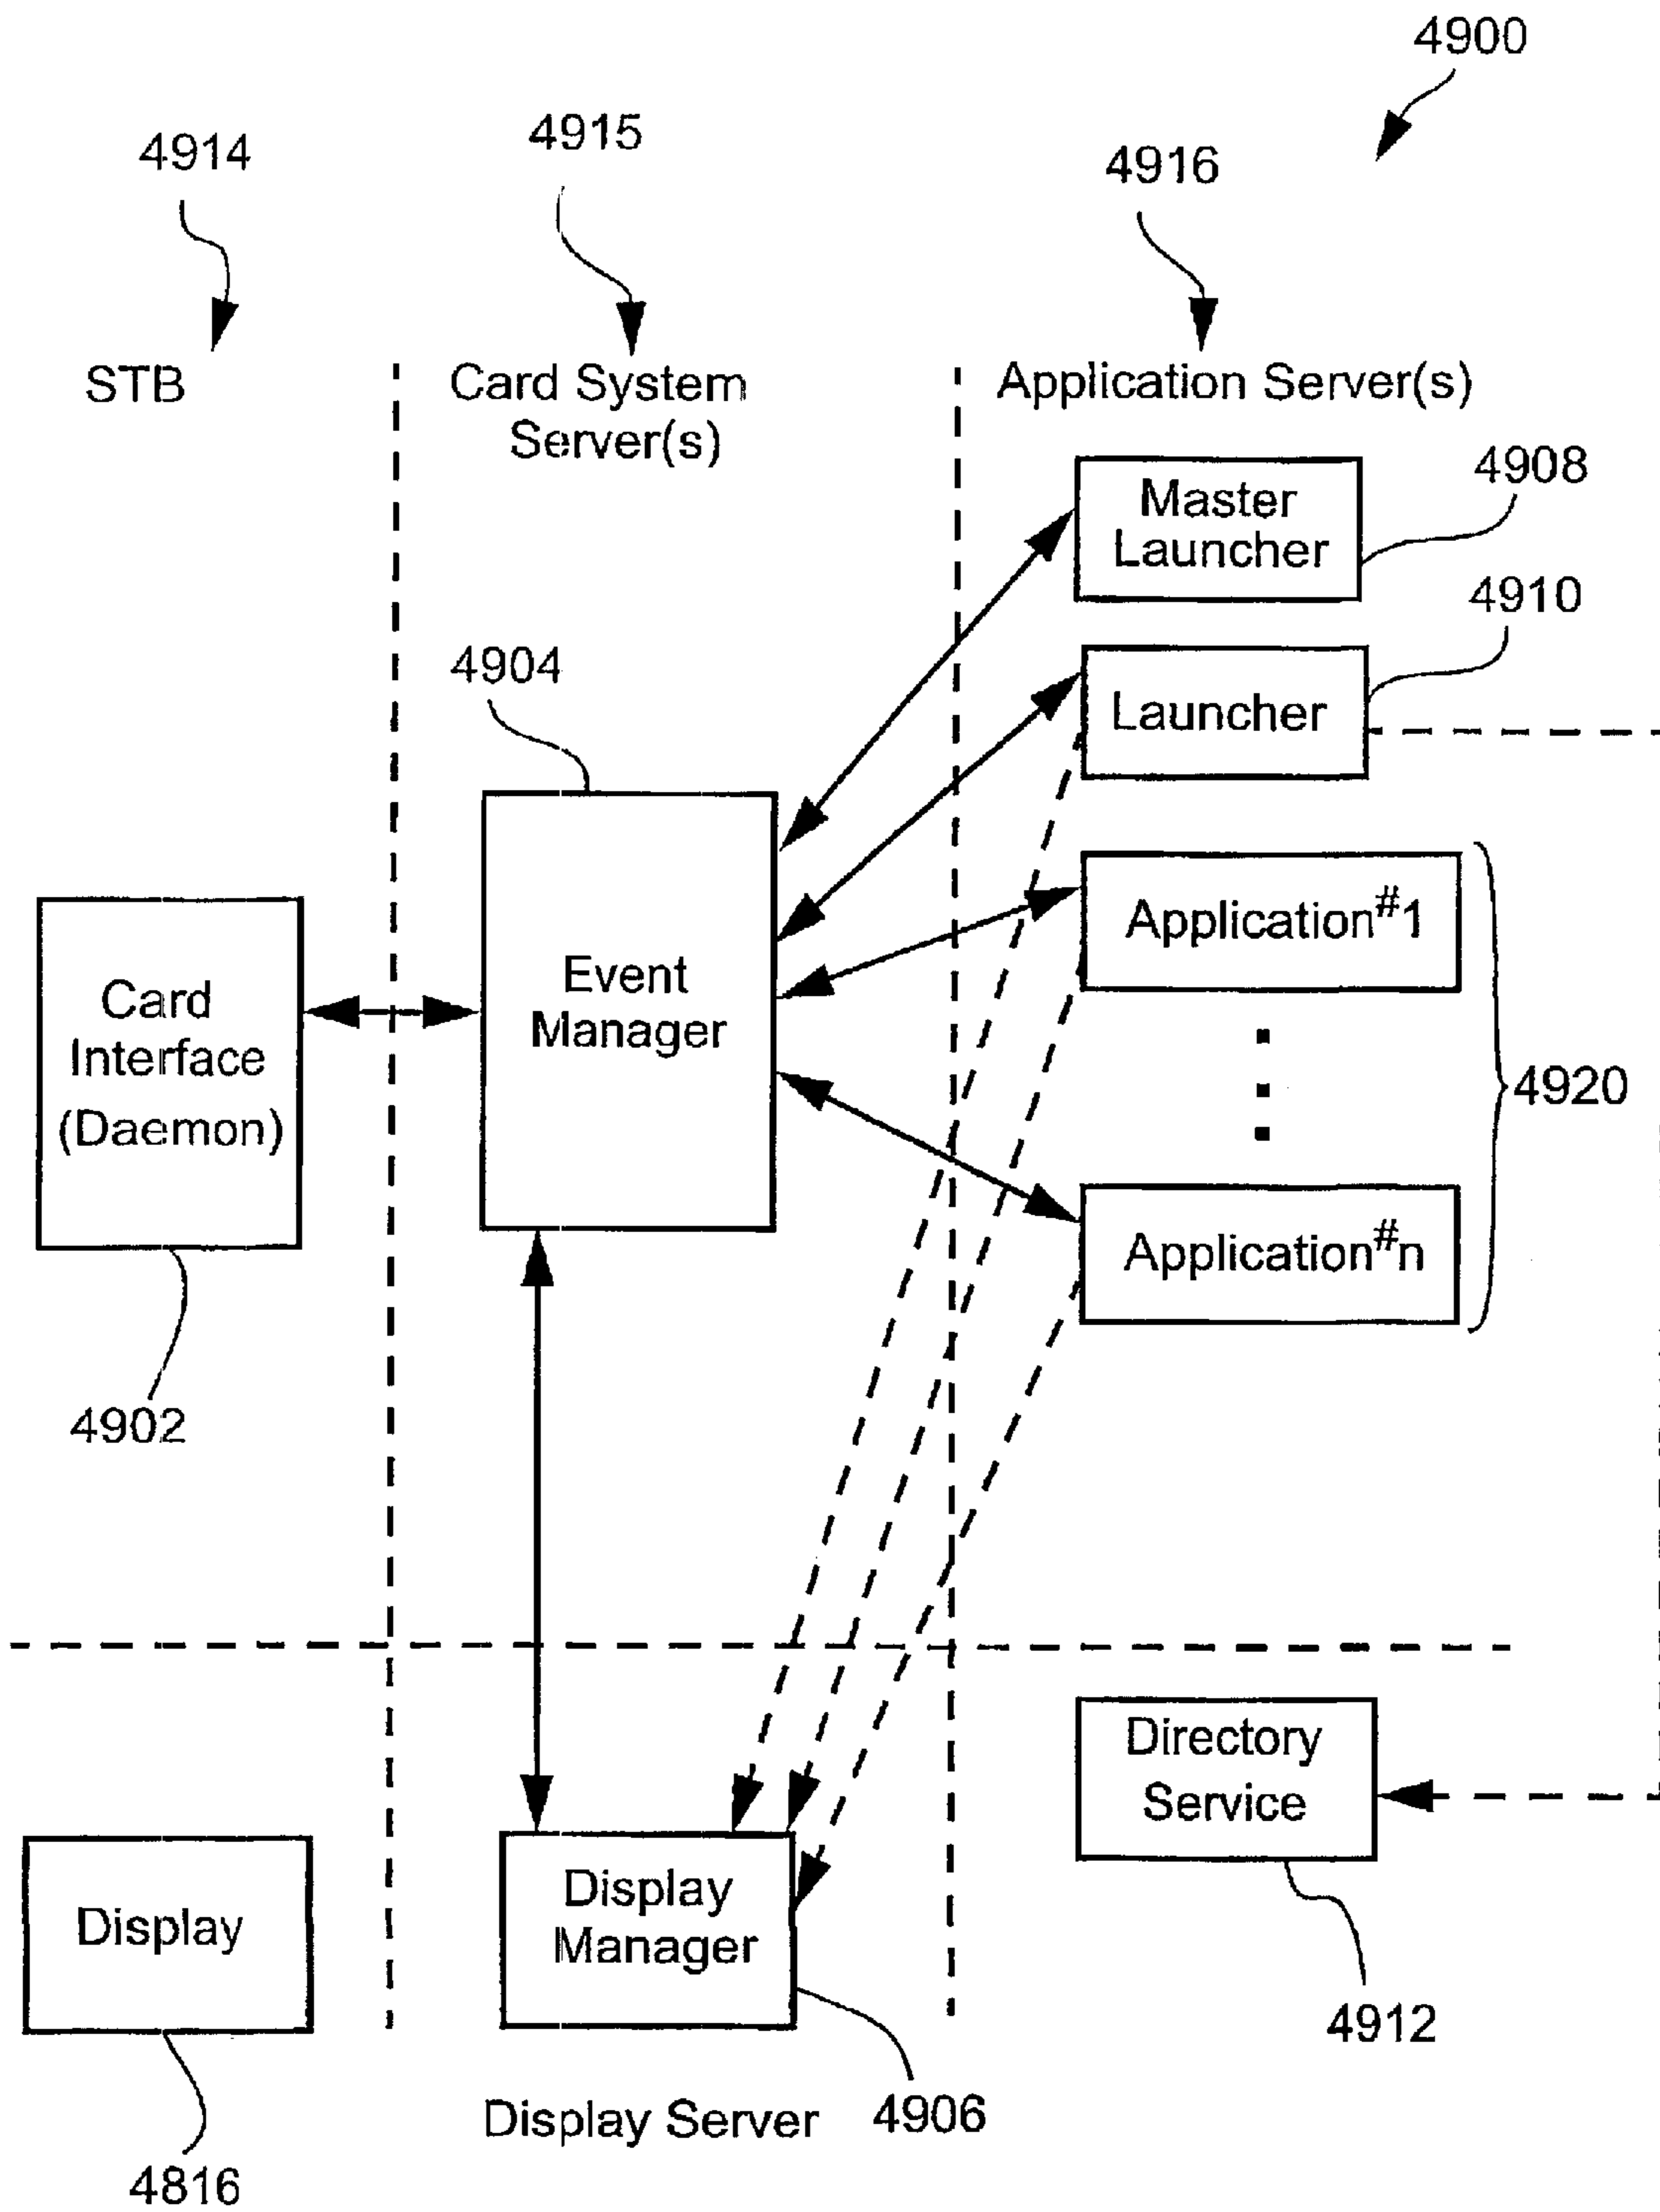 4900
4915
4914
4916
STB
Card System
Server(s)
Application Server(s)
Master
Launcher
4908
4910
4904
Launcher
Application#1
Card
Interface
(Daemon)
Event
Manager
4920
Application#n
4902
Directory
Service
Display
Display
Manager
4912
Display Server
4906
4816